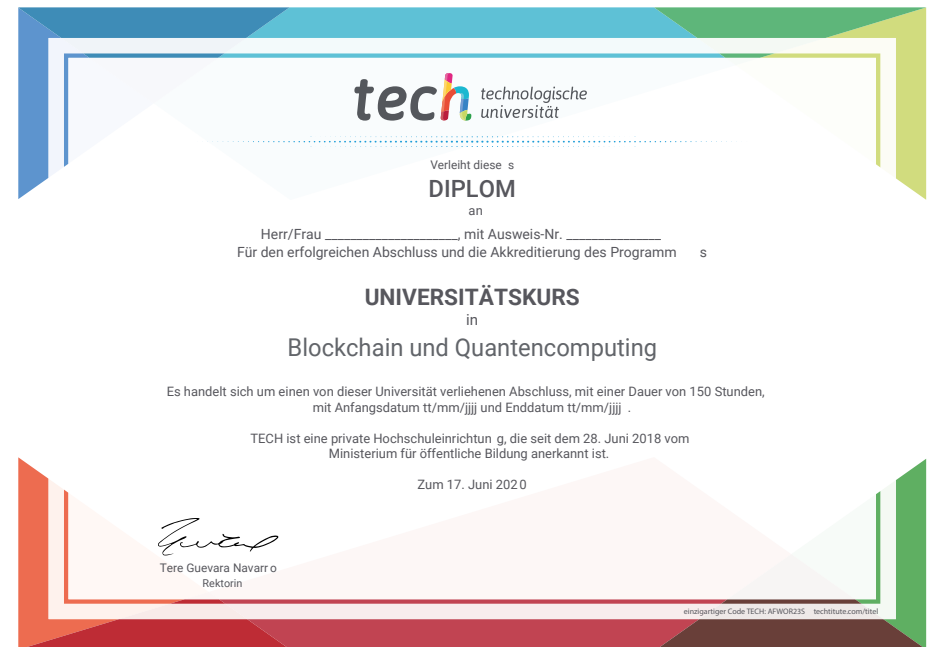 tech technologische
universität
Verleiht diese s
DIPLOM
an
Herr/Frau ___________________, mit Ausweis-Nr. ______________
Für den erfolgreichen Abschluss und die Akkreditierung des Programm s
UNIVERSITÄTSKURS
in
Blockchain und Quantencomputing
Es handelt sich um einen von dieser Universität verliehenen Abschluss, mit einer Dauer von 150 Stunden,
mit Anfangsdatum tt/mm/jjjj und Enddatum tt/mm/jjjj .
TECH ist eine private Hochschuleinrichtun g, die seit dem 28. Juni 2018 vom
Ministerium für öffentliche Bildung anerkannt ist.
Zum 17. Juni 2020
Tere Guevara Navarr o
Rektorin
einzigartiger Code TECH: AFWOR23S techtitute.com/titel